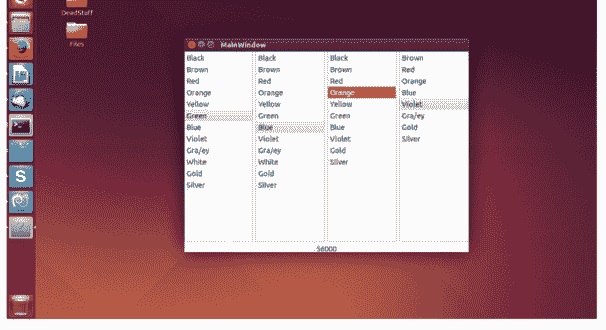 DeadStuff
Files
MainWindow
Black Black Black Brown
Brown Brown Brown Red
Red Red Red Orange
Orange Orange Orange Blue
Yellow Yellow Yellow Violet
Green Green Green Gra/ey
Blue Blue Blue Gold
Violet Violet Violet Silver
Gra/ey Gra/ey Gold
White White Silver
Gold Gold
Silver Silver
56000